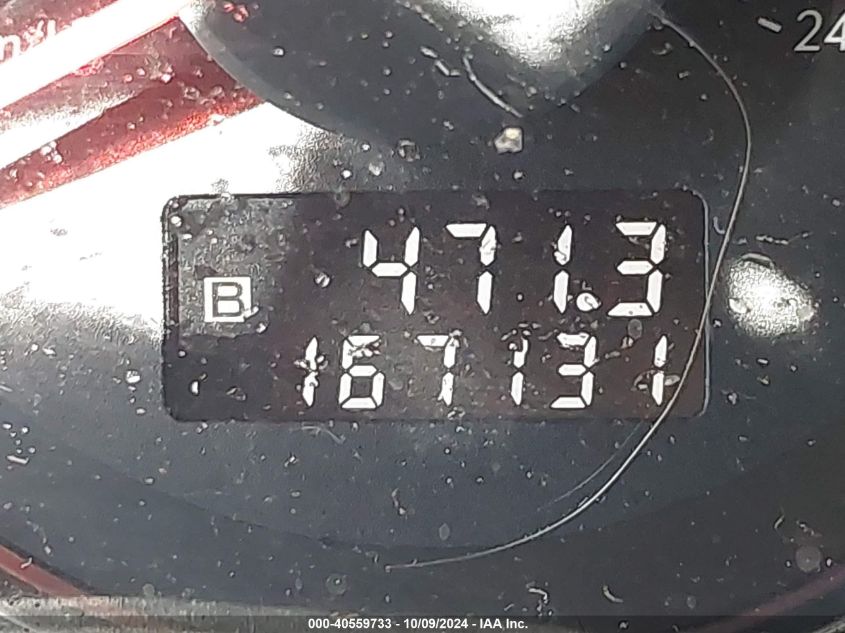 24
B 471.3
167131
000-40559733 - 10/09/2024 - IAA Inc.